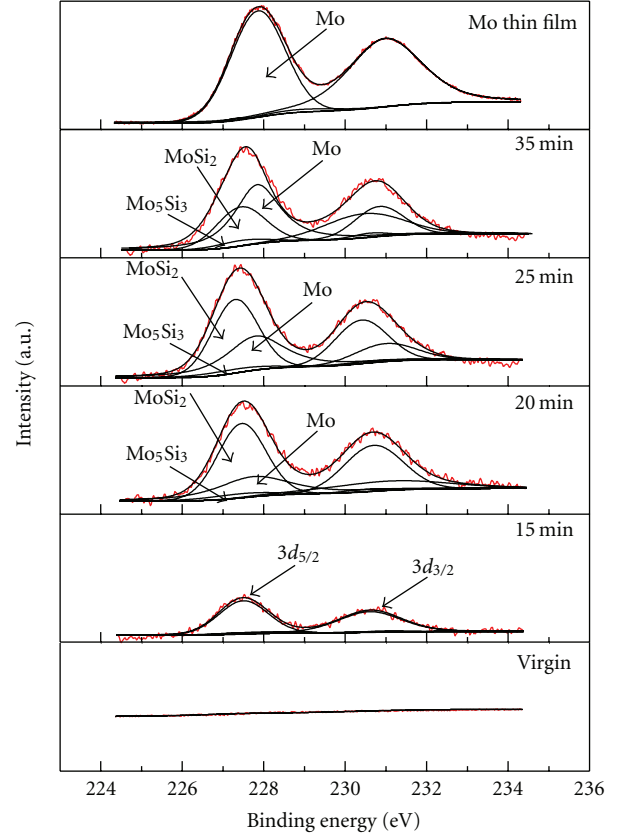 Mo thin film
Mo
35 min
MoSi₂
Mo
Mo₅Si₃
25 min
MoSi₂
Mo
Mo₅Si₃
20 min
MoSi₂
Mo
Mo₅Si₃
15 min
3d₅/₂
3d₃/₂
Virgin
Intensity (a.u.)
224 226 228 230 232 234 236
Binding energy (eV)